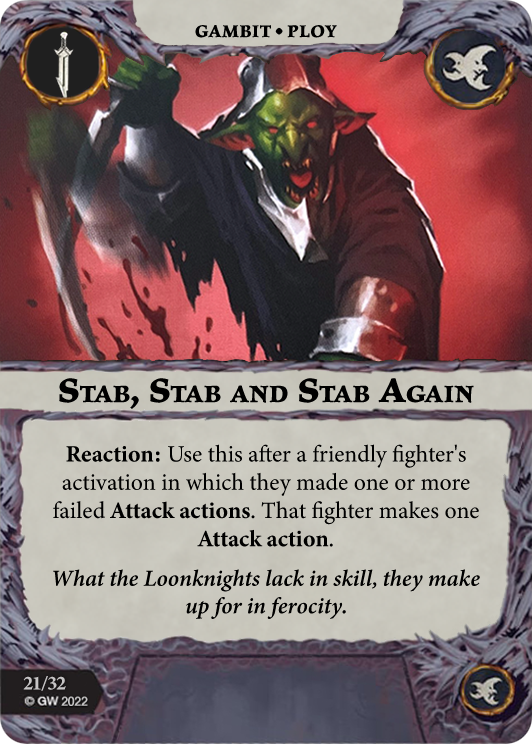 GAMBIT • PLOY
STAB, STAB AND STAB AGAIN
Reaction: Use this after a friendly fighter's
activation in which they made one or more
failed Attack actions. That fighter makes one
Attack action.
What the Loonknights lack in skill, they make
up for in ferocity.
21/32
© GW 2022